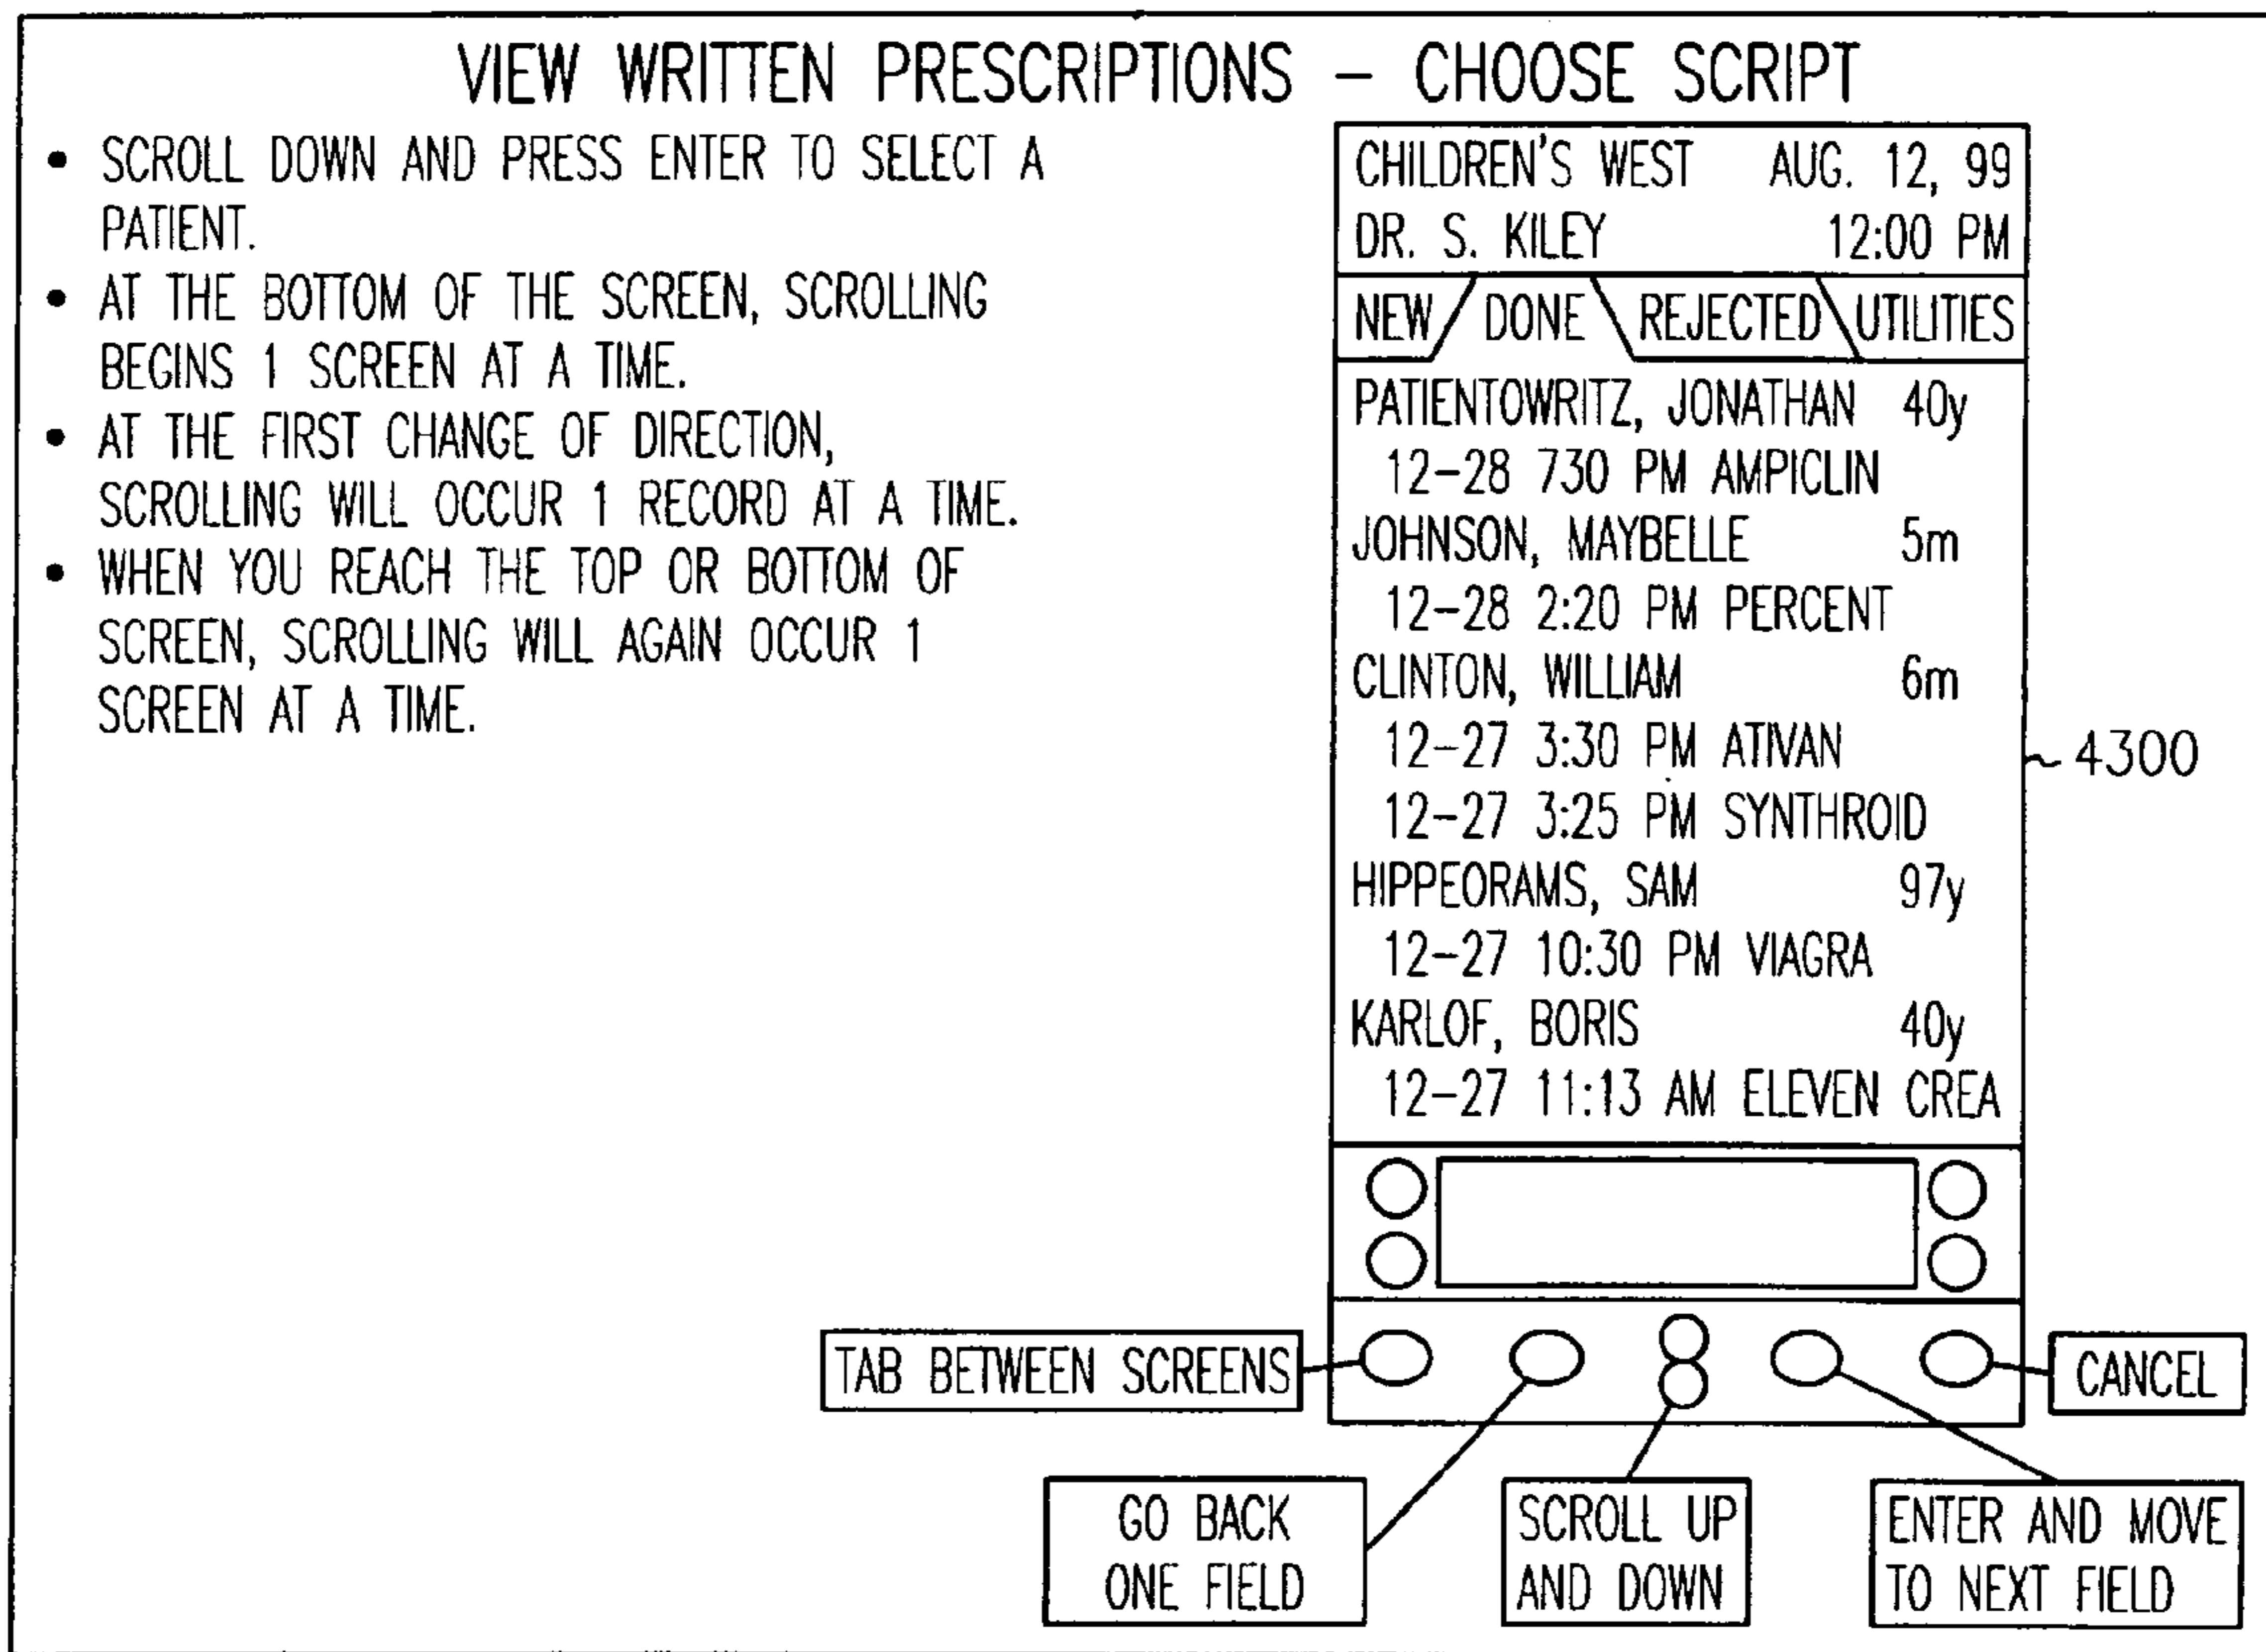 VIEW WRITTEN PRESCRIPTIONS – CHOOSE SCRIPT
• SCROLL DOWN AND PRESS ENTER TO SELECT A
PATIENT.
• AT THE BOTTOM OF THE SCREEN, SCROLLING
BEGINS 1 SCREEN AT A TIME.
• AT THE FIRST CHANGE OF DIRECTION,
SCROLLING WILL OCCUR 1 RECORD AT A TIME.
• WHEN YOU REACH THE TOP OR BOTTOM OF
SCREEN, SCROLLING WILL AGAIN OCCUR 1
SCREEN AT A TIME.
CHILDREN'S WEST AUG. 12, 99
DR. S. KILEY 12:00 PM
NEW DONE REJECTED UTILITIES
PATIENTOWRITZ, JONATHAN 40y
12–28 730 PM AMPICLIN
JOHNSON, MAYBELLE 5m
12–28 2:20 PM PERCENT
CLINTON, WILLIAM 6m
12–27 3:30 PM ATIVAN
12–27 3:25 PM SYNTHROID
HIPPEORAMS, SAM 97y
12–27 10:30 PM VIAGRA
KARLOF, BORIS 40y
12–27 11:13 AM ELEVEN CREA
4300
TAB BETWEEN SCREENS
CANCEL
GO BACK
ONE FIELD
SCROLL UP
AND DOWN
ENTER AND MOVE
TO NEXT FIELD